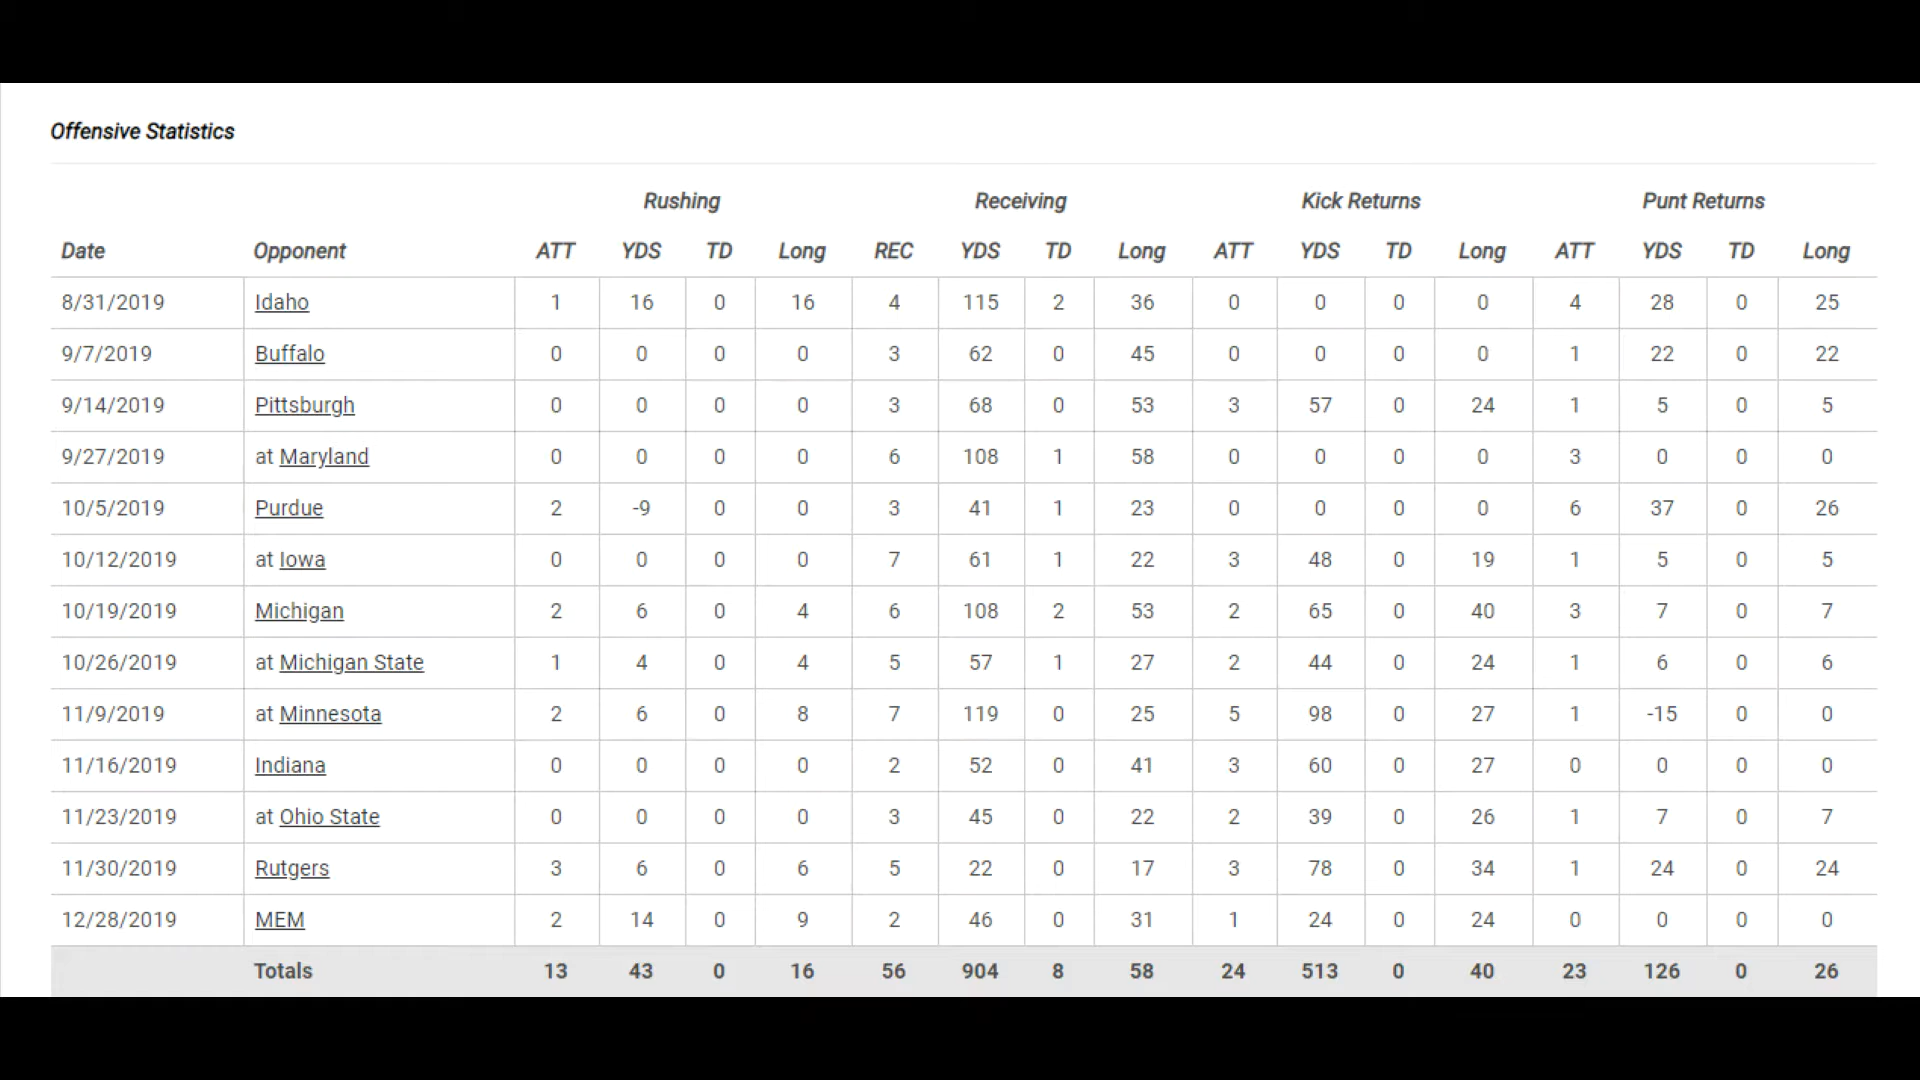 Offensive Statistics
Rushing Receiving Kick Returns Punt Returns
Date Opponent ATT YDS TD Long REC YDS TD Long ATT YDS TD Long ATT YDS TD Long
8/31/2019 Idaho 1 16 0 16 4 115 2 36 0 0 0 0 4 28 0 25
9/7/2019 Buffalo 0 0 0 0 3 62 0 45 0 0 0 0 1 22 0 22
9/14/2019 Pittsburgh 0 0 0 0 3 68 0 53 3 57 0 24 1 5 0 5
9/27/2019 at Maryland 0 0 0 0 6 108 1 58 0 0 0 0 3 0 0 0
10/5/2019 Purdue 2 -9 0 0 3 41 1 23 0 0 0 0 6 37 0 26
10/12/2019 at Iowa 0 0 0 0 7 61 1 22 3 48 0 19 1 5 0 5
10/19/2019 Michigan 2 6 0 4 6 108 2 53 2 65 0 40 3 7 0 7
10/26/2019 at Michigan State 1 4 0 4 5 57 1 27 2 44 0 24 1 6 0 6
11/9/2019 at Minnesota 2 6 0 8 7 119 0 25 5 98 0 27 1 -15 0 0
11/16/2019 Indiana 0 0 0 0 2 52 0 41 3 60 0 27 0 0 0 0
11/23/2019 at Ohio State 0 0 0 0 3 45 0 22 2 39 0 26 1 7 0 7
11/30/2019 Rutgers 3 6 0 6 5 22 0 17 3 78 0 34 1 24 0 24
12/28/2019 MEM 2 14 0 9 2 46 0 31 1 24 0 24 0 0 0 0
Totals 13 43 0 16 56 904 8 58 24 513 0 40 23 126 0 26